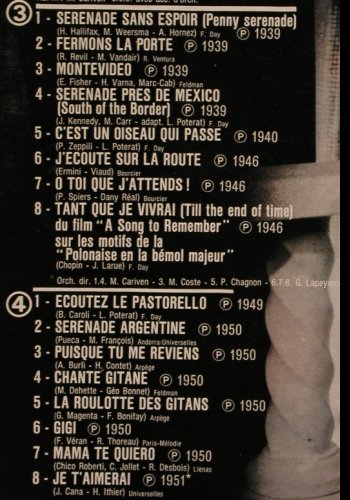 ③ 1 - SERENADE SANS ESPOIR (Penny serenade)
(H. Hallifax, M. Weersma - A. Hornez) F. Day ℗ 1939
2 - FERMONS LA PORTE ℗ 1939
(R. Revil - M. Vandair) R. Ventura
3 - MONTEVIDEO ℗ 1939
(E. Fisher - H. Varna, Marc-Cab) Feldman
4 - SERENADE PRES DE MEXICO
(South of the Border) ℗ 1939
(J. Kennedy, M. Carr - adapt. L. Poterat) F. Day
5 - C'EST UN OISEAU QUI PASSE ℗ 1940
(P. Zeppili - L. Poterat) F. Day
6 - J'ECOUTE SUR LA ROUTE ℗ 1946
(Ermini - Viaud) Bourcier
7 - O TOI QUE J'ATTENDS ! ℗ 1946
(P. Spiers - Dany Réal) Bourcier
8 - TANT QUE JE VIVRAI (Till the end of time)
du film "A Song to Remember" ℗ 1946
sur les motifs de la
"Polonaise en la bémol majeur"
(Chopin - J. Larue) F. Day
Orch. dir. 1.4. M. Cariven - 3. M. Coste - 5. P. Chagnon - 6.7.8. G. Lapeyron
④ 1 - ECOUTEZ LE PASTORELLO ℗ 1949
(B. Caroli - L. Poterat) F. Day
2 - SERENADE ARGENTINE ℗ 1950
(Pueca - M. François) Andorra-Universelles
3 - PUISQUE TU ME REVIENS ℗ 1950
(A. Burli - H. Contet) Arpège
4 - CHANTE GITANE ℗ 1950
(M. Dehette - Géo Bonnet) Feldman
5 - LA ROULOTTE DES GITANS ℗ 1950
(G. Magenta - F. Bonifay) Arpège
6 - GIGI ℗ 1950
(F. Véran - R. Thoreau) Paris-Mélodie
7 - MAMA TE QUIERO ℗ 1950
(Chico Roberti, C. Jollet - R. Desbois) Llenas
8 - JE T'AIMERAI ℗ 1951*
(J. Cana - H. Ithier) Universelles